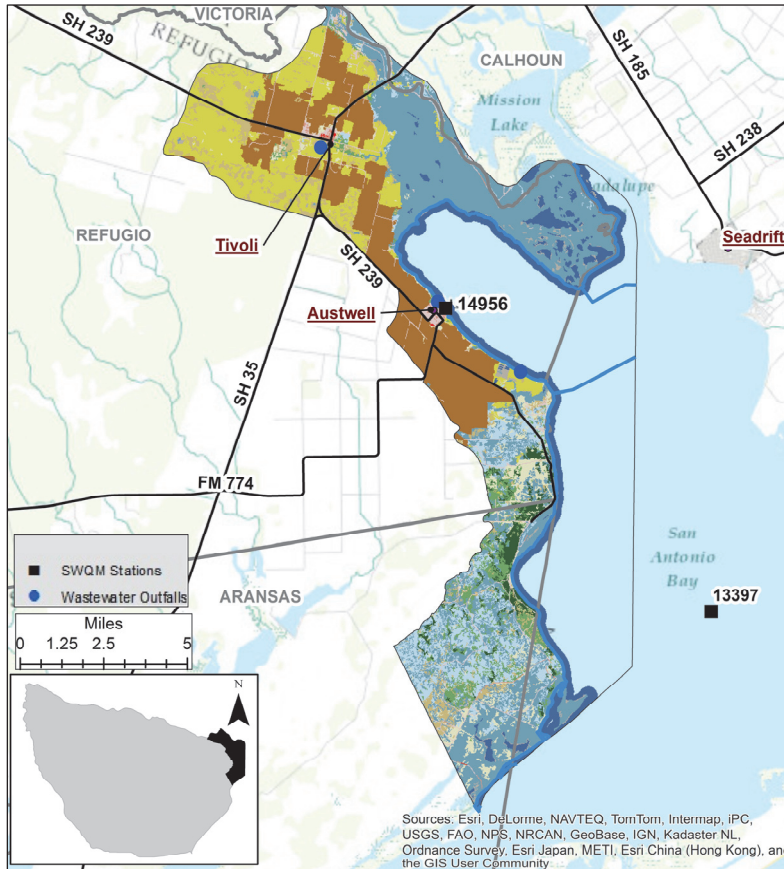 VICTORIA
SH 239
REFUGIO
CALHOUN
SH 185
Mission
Lake
SH 238
REFUGIO
Tivoli
SH 239
Seadrift
Austwell
14956
SH 35
FM 774
San
Antonio
Bay
13397
ARANSAS
SWQM Stations
Wastewater Outfalls
Miles
0 1.25 2.5 5
N
Sources: Esri, DeLorme, NAVTEQ, TomTom, Intermap, iPC,
USGS, FAO, NPS, NRCAN, GeoBase, IGN, Kadaster NL,
Ordnance Survey, Esri Japan, METI, Esri China (Hong Kong), and
the GIS User Community